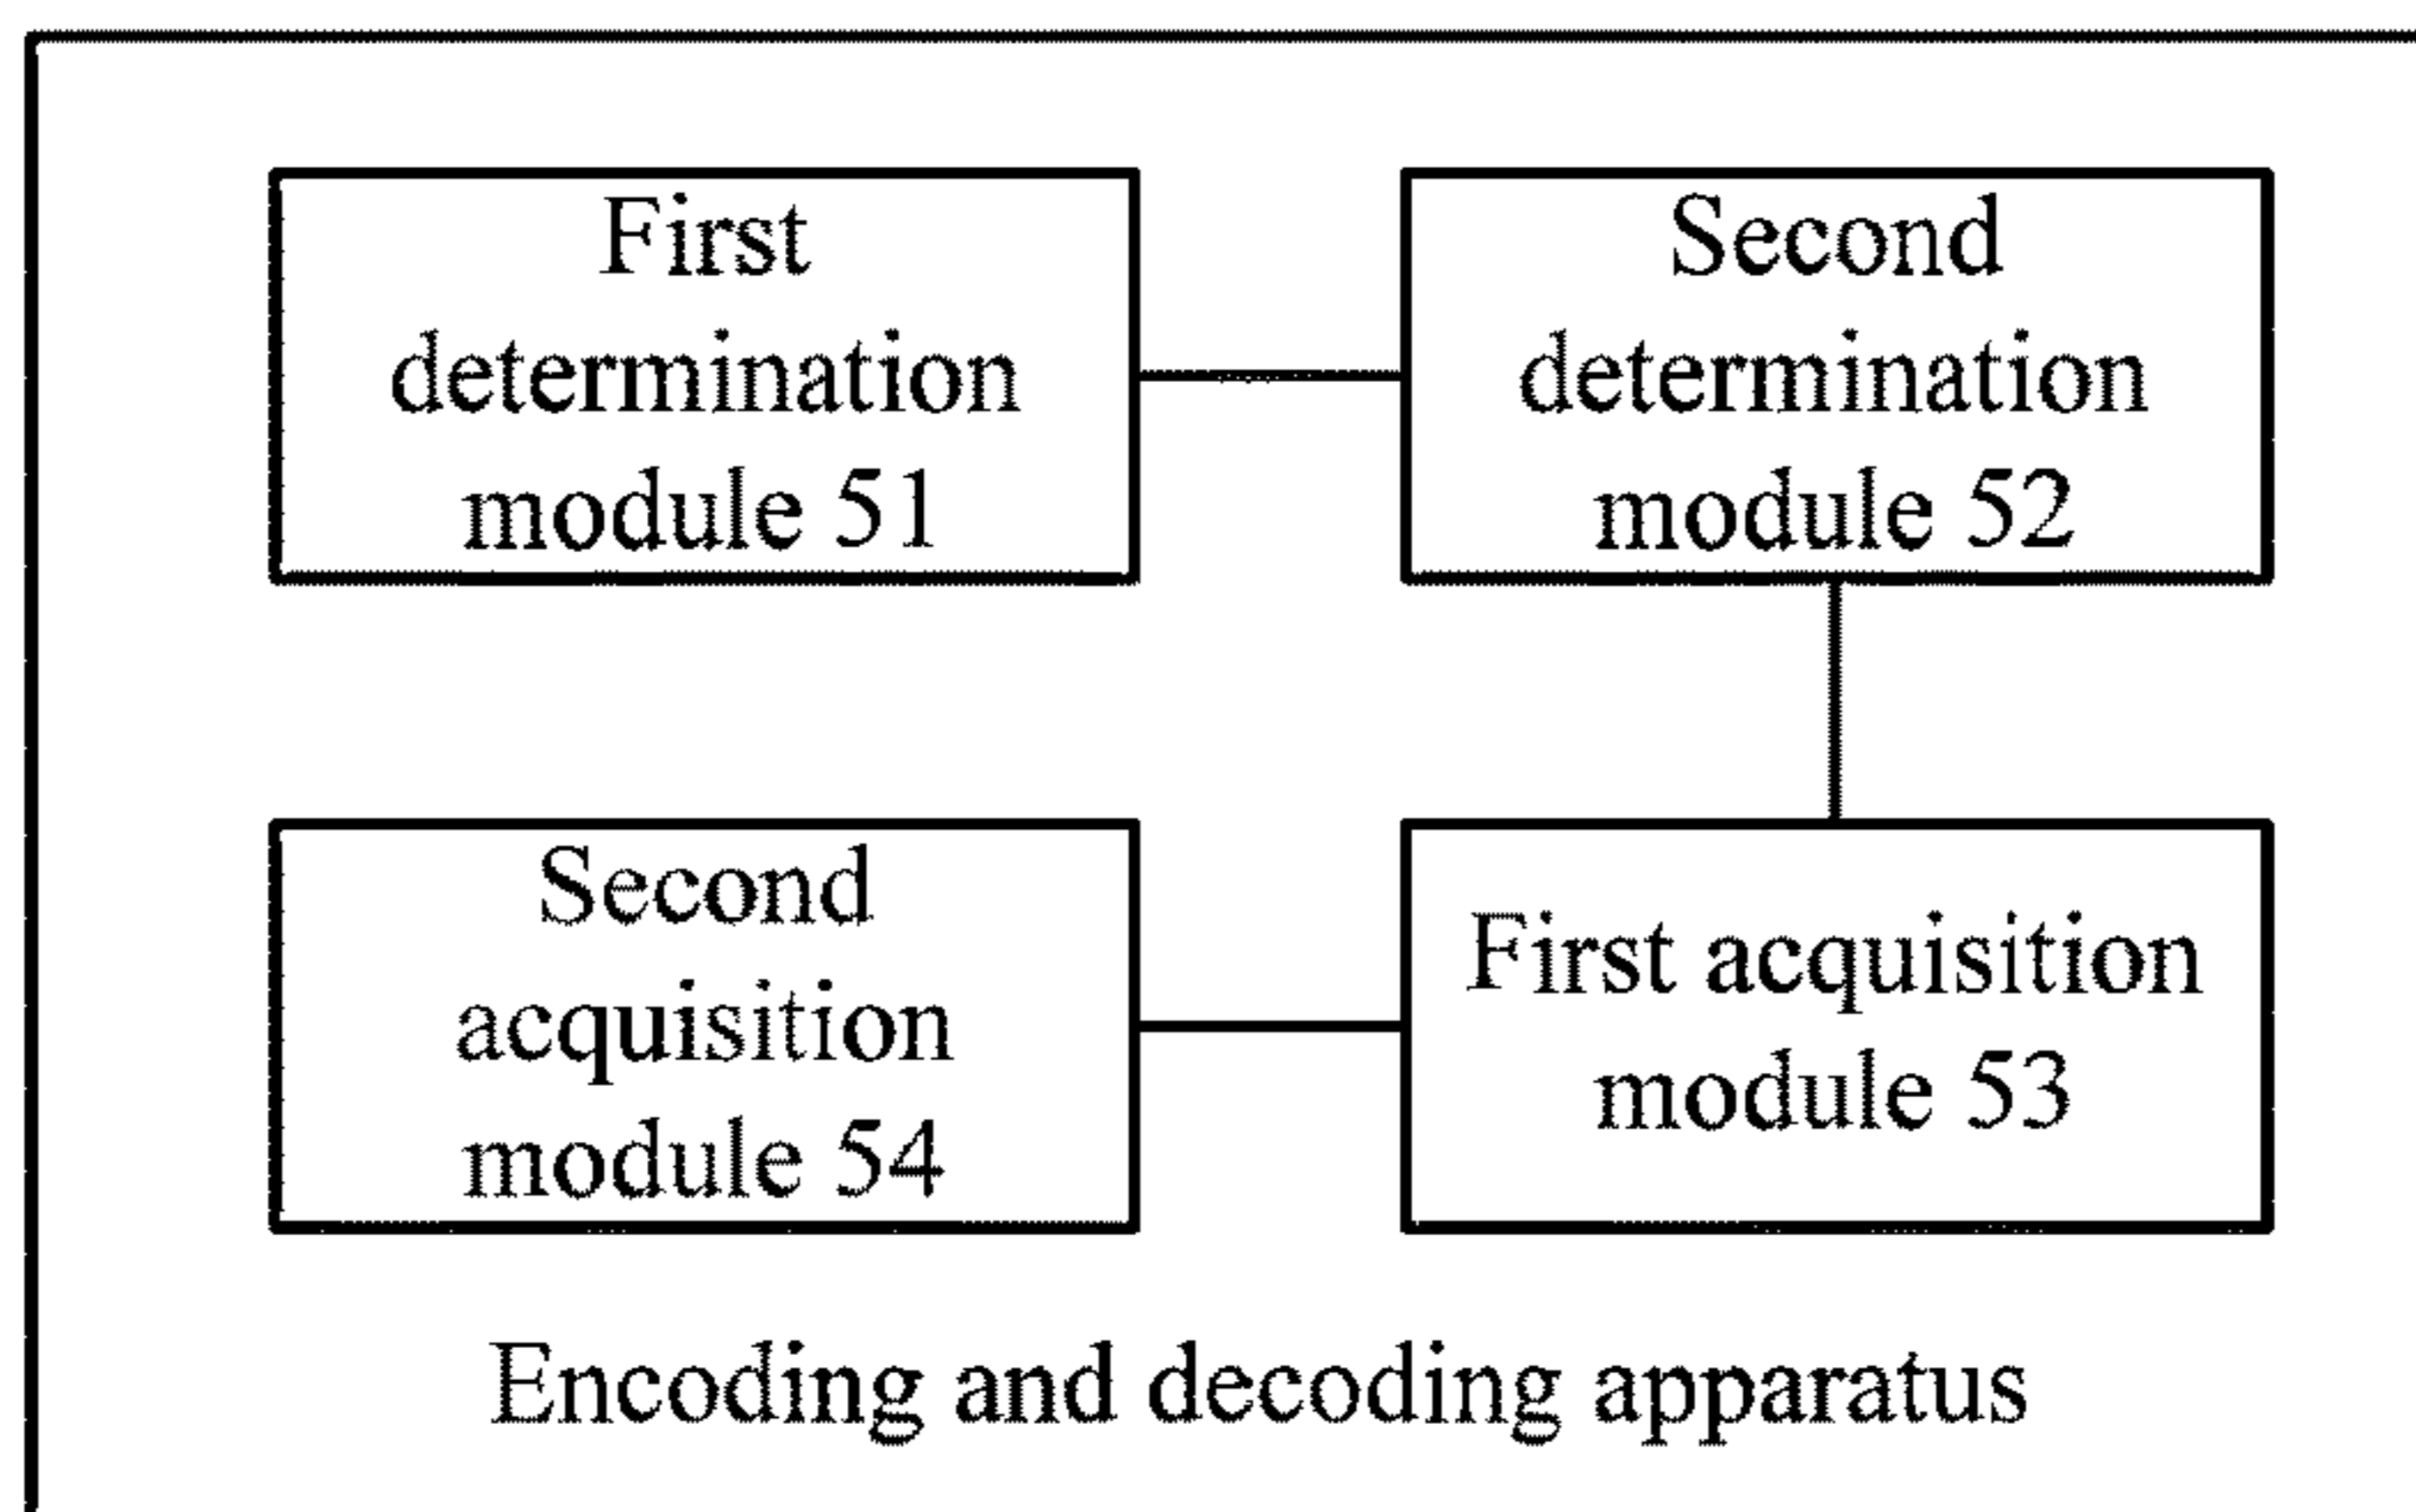 First
determination
module 51
Second
determination
module 52
Second
acquisition
module 54
First acquisition
module 53
Encoding and decoding apparatus